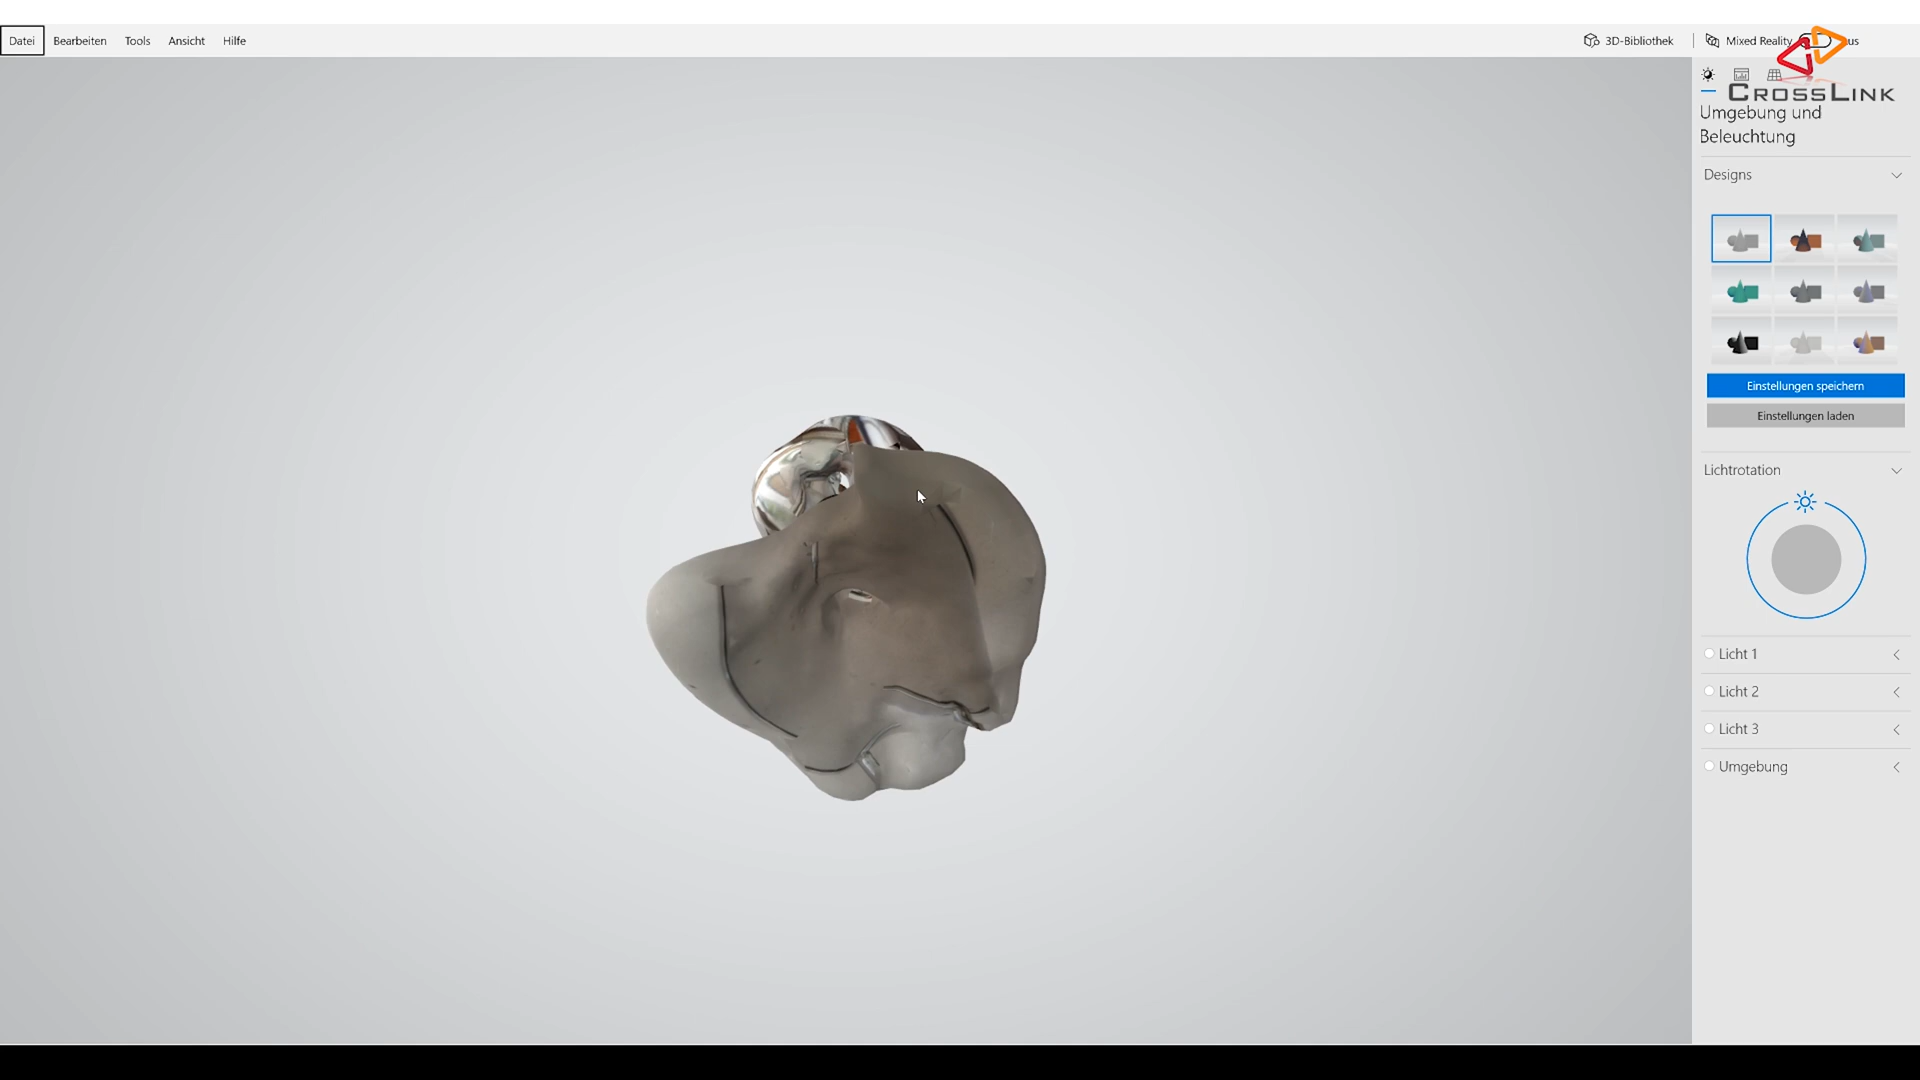 Datei Bearbeiten Tools Ansicht Hilfe 3D-Bibliothek Mixed Reality
CROSSLINK
Umgebung und
Beleuchtung
Designs
Einstellungen speichern
Einstellungen laden
Lichtrotation
Licht 1
Licht 2
Licht 3
Umgebung